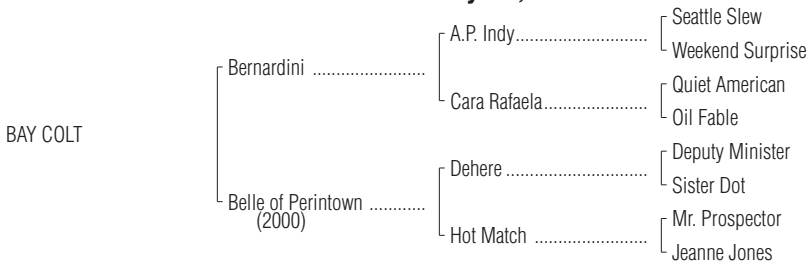 Seattle Slew
A.P. Indy
Weekend Surprise
Bernardini
Quiet American
Cara Rafaela
Oil Fable
BAY COLT
Deputy Minister
Dehere
Sister Dot
Belle of Perintown
(2000)
Mr. Prospector
Hot Match
Jeanne Jones